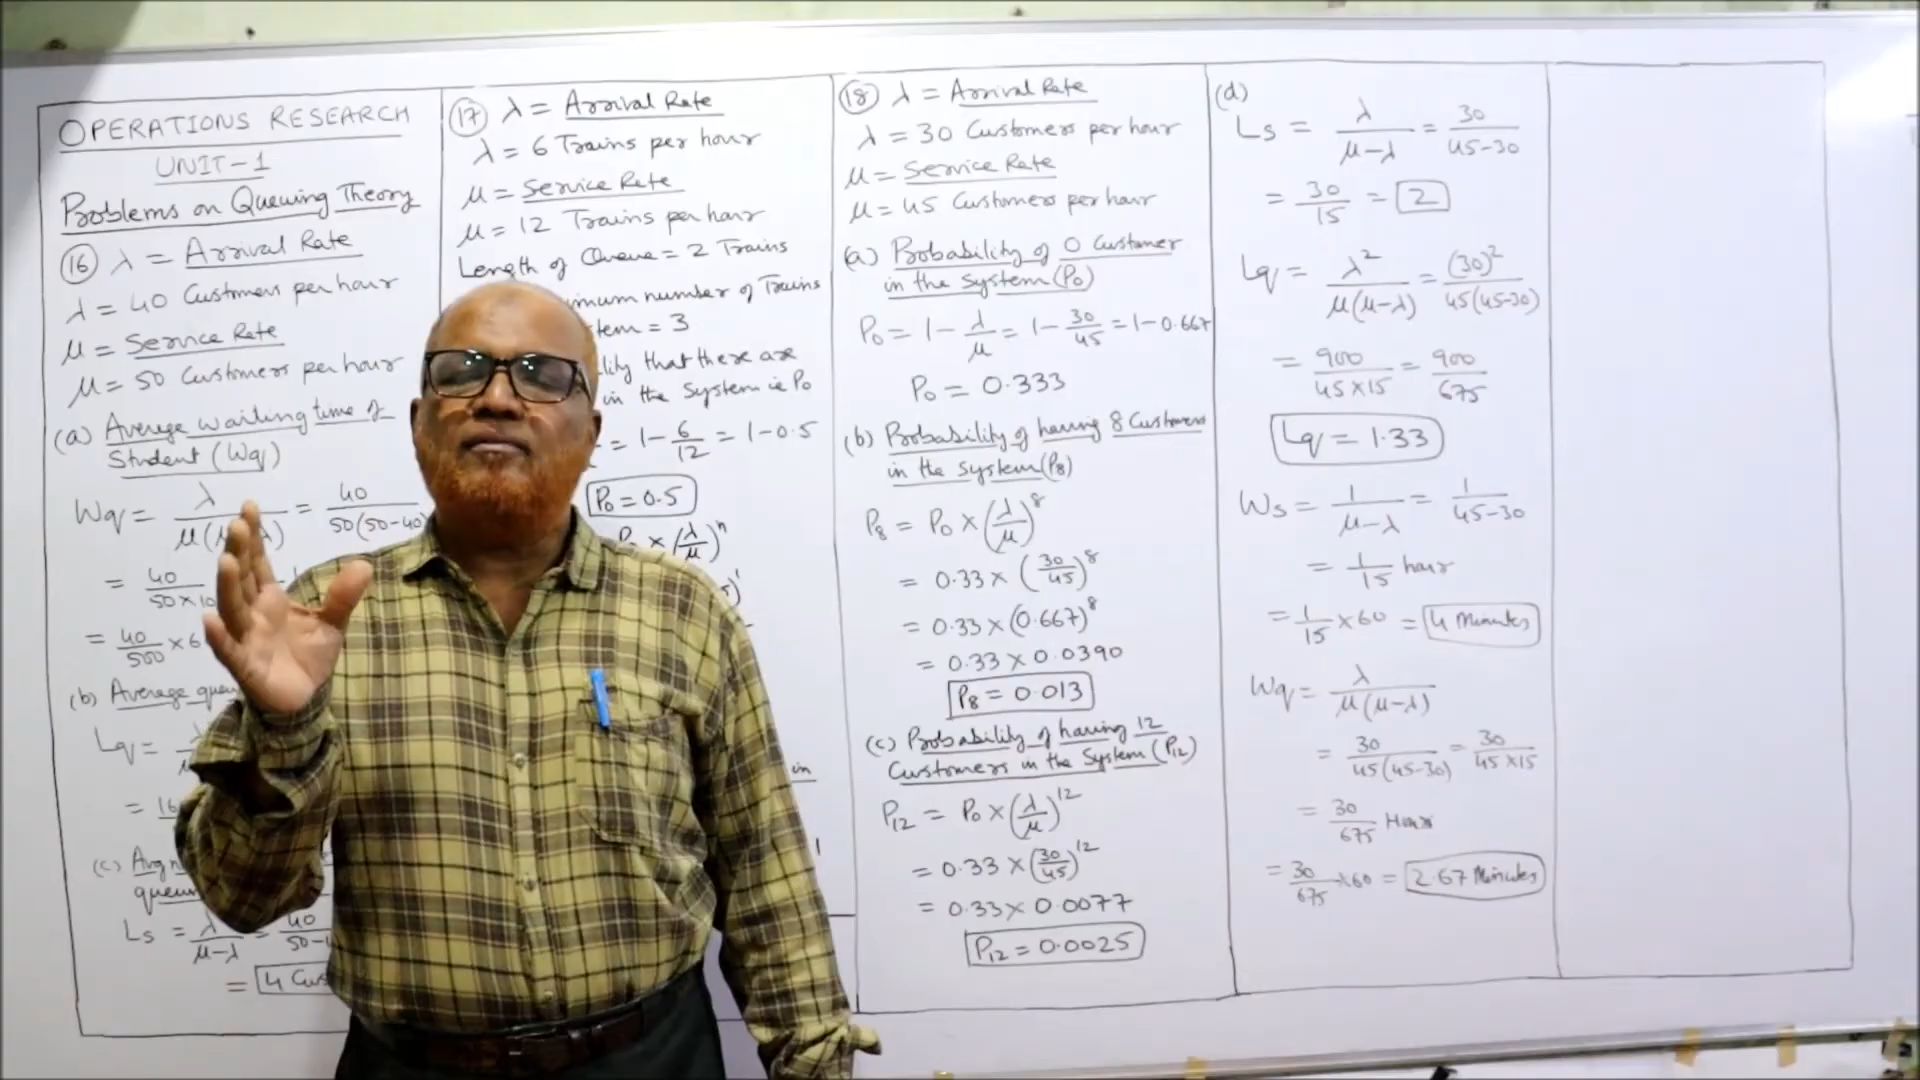 OPERATIONS RESEARCH
UNIT-1
Problems on Queuing Theory
(16) λ = Arrival Rate
λ = 40 Customers per hour
μ = Service Rate
μ = 50 Customers per hour
(a) Average waiting time of
Student (Wq)
Wq = λ / μ(μ-λ) = 40 / 50(50-40)
= 40 / 50×10
= 40/500 × 6
(b) Average
Lq =
=
(c) Avg
Ls = λ / μ-λ = 40 / 50-
= 4
(17) λ = Arrival Rate
λ = 6 Trains per hour
μ = Service Rate
μ = 12 Trains per hour
Length of Queue = 2 Trains
number of Trains
= 3
that there are
in the System ie P0
= 1 - 6/12 = 1 - 0.5
P0 = 0.5
× (λ/μ)^n
in
(18) λ = Arrival Rate
λ = 30 Customers per hour
μ = Service Rate
μ = 45 Customers per hour
(a) Probability of 0 Customer
in the System (P0)
P0 = 1 - λ/μ = 1 - 30/45 = 1 - 0.667
P0 = 0.333
(b) Probability of having 8 Customers
in the System (P8)
P8 = P0 × (λ/μ)^8
= 0.33 × (30/45)^8
= 0.33 × (0.667)^8
= 0.33 × 0.0390
P8 = 0.013
(c) Probability of having 12
Customers in the System (P12)
P12 = P0 × (λ/μ)^12
= 0.33 × (30/45)^12
= 0.33 × 0.0077
P12 = 0.0025
(d)
Ls = λ / μ-λ = 30 / 45-30
= 30/15 = 2
Lq = λ² / μ(μ-λ) = (30)² / 45(45-30)
= 900 / 45×15 = 900 / 675
Lq = 1.33
Ws = 1 / μ-λ = 1 / 45-30
= 1/15 hour
= 1/15 × 60 = 4 Minutes
Wq = λ / μ(μ-λ)
= 30 / 45(45-30) = 30 / 45×15
= 30/675 Hour
= 30/675 × 60 = 2.67 Minutes